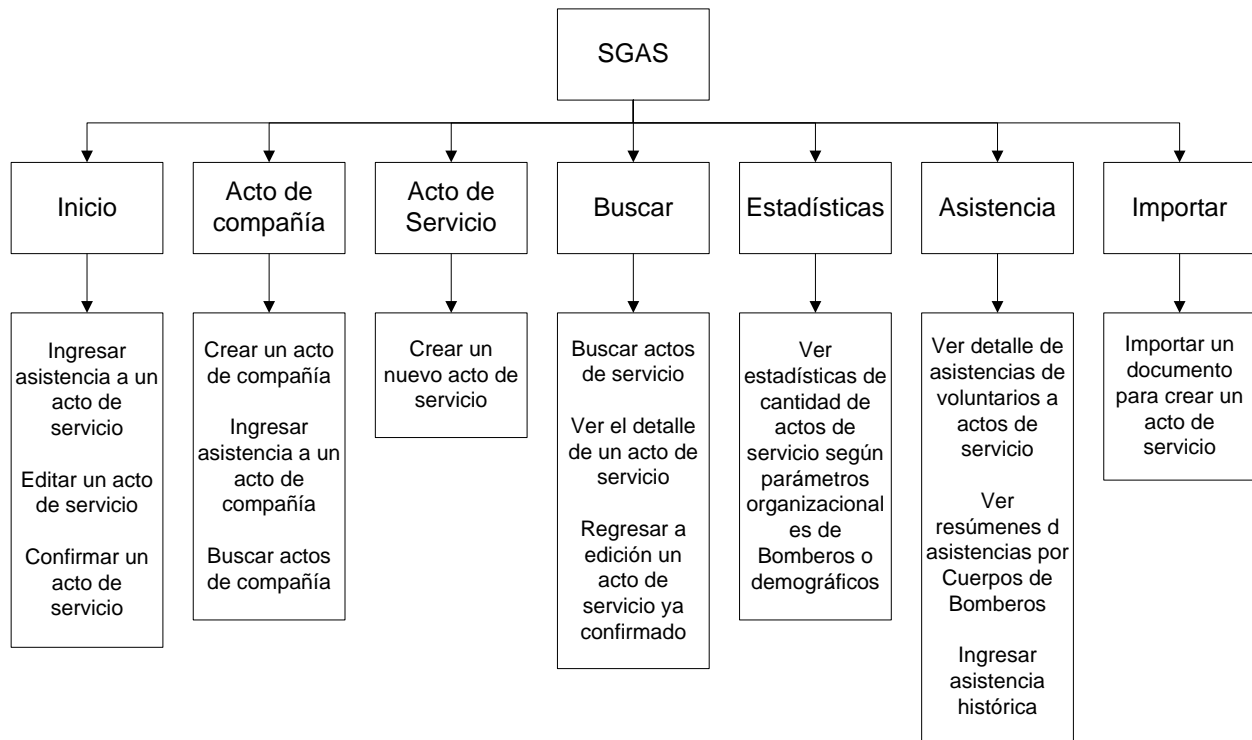 SGAS
Inicio
Acto de
compañía
Acto de
Servicio
Buscar
Estadísticas
Asistencia
Importar
Ingresar
asistencia a un
acto de
servicio
Editar un acto
de servicio
Confirmar un
acto de
servicio
Crear un acto
de compañía
Ingresar
asistencia a un
acto de
compañía
Buscar actos
de compañía
Crear un
nuevo acto de
servicio
Buscar actos
de servicio
Ver el detalle
de un acto de
servicio
Regresar a
edición un
acto de
servicio ya
confirmado
Ver
estadísticas de
cantidad de
actos de
servicio según
parámetros
organizacional
es de
Bomberos o
demográficos
Ver detalle de
asistencias de
voluntarios a
actos de
servicio
Ver
resúmenes d
asistencias por
Cuerpos de
Bomberos
Ingresar
asistencia
histórica
Importar un
documento
para crear un
acto de
servicio